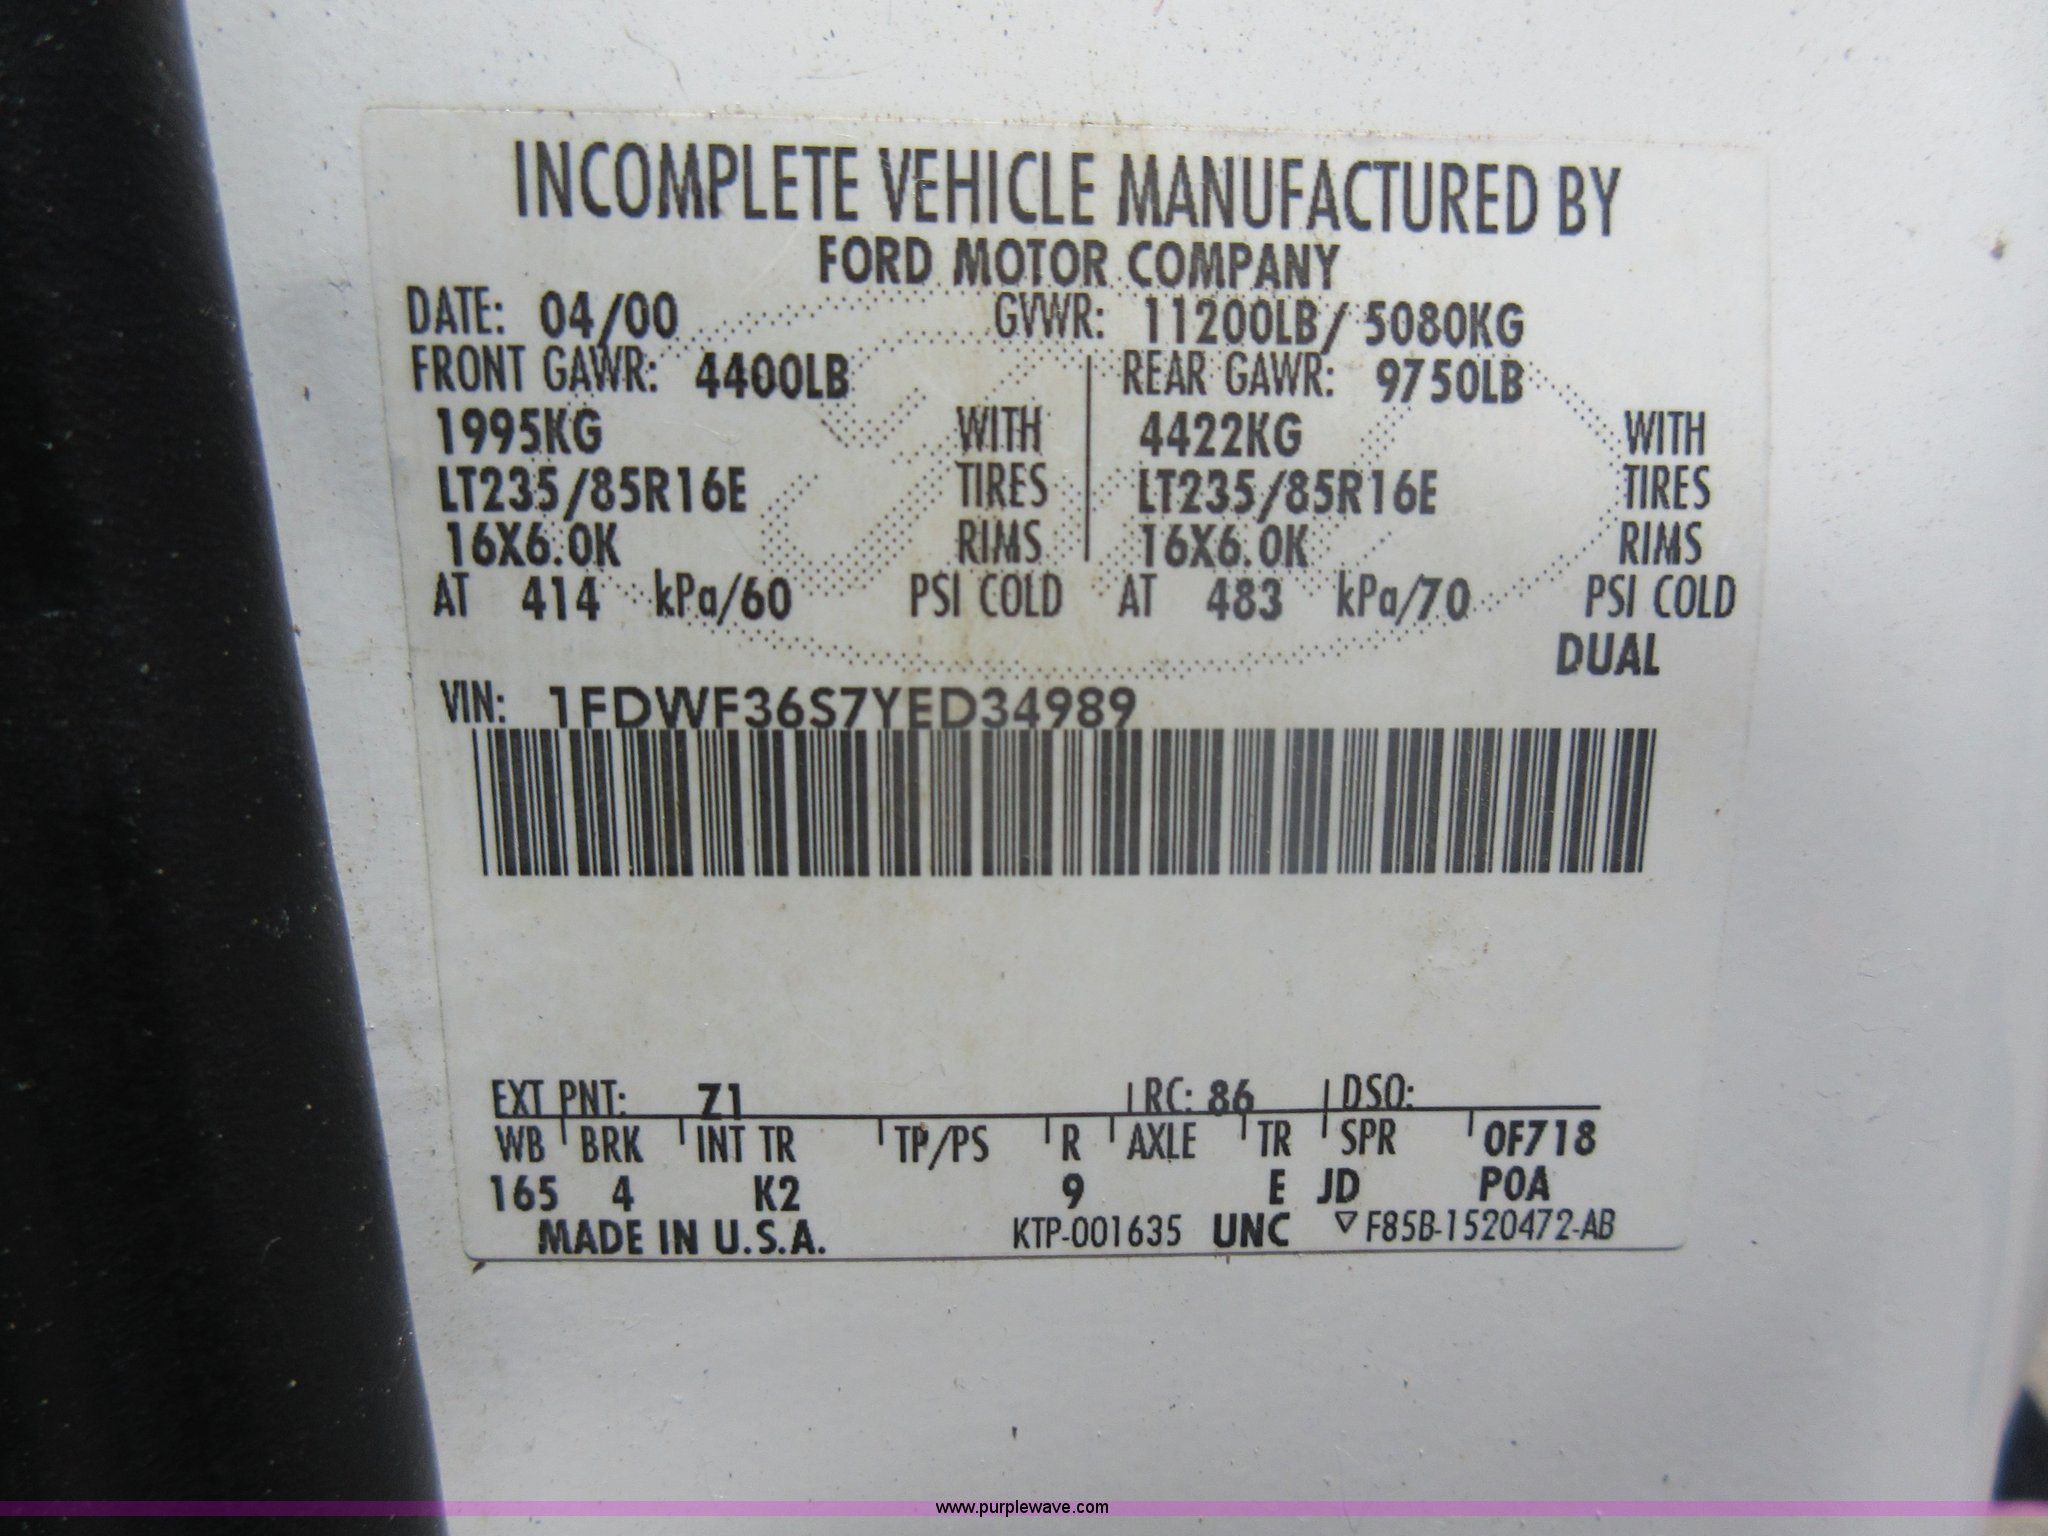 INCOMPLETE VEHICLE MANUFACTURED BY
FORD MOTOR COMPANY
DATE: 04/00 GVWR: 11200LB/ 5080KG
FRONT GAWR: 4400LB REAR GAWR: 9750LB
1995KG WITH 4422KG WITH
LT235/85R16E TIRES LT235/85R16E TIRES
16X6.0K RIMS 16X6.0K RIMS
AT 414 kPa/60 PSI COLD AT 483 kPa/70 PSI COLD
DUAL
VIN: 1FDWF36S7YED34989
EXT PNT: Z1 RC: 86 DSO:
WB BRK INT TR TP/PS R AXLE TR SPR 0F718
165 4 K2 9 E JD P0A
MADE IN U.S.A. KTP-001635 UNC ▽ F85B-1520472-AB
www.purplewave.com